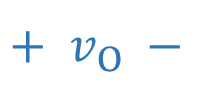 + v_O −